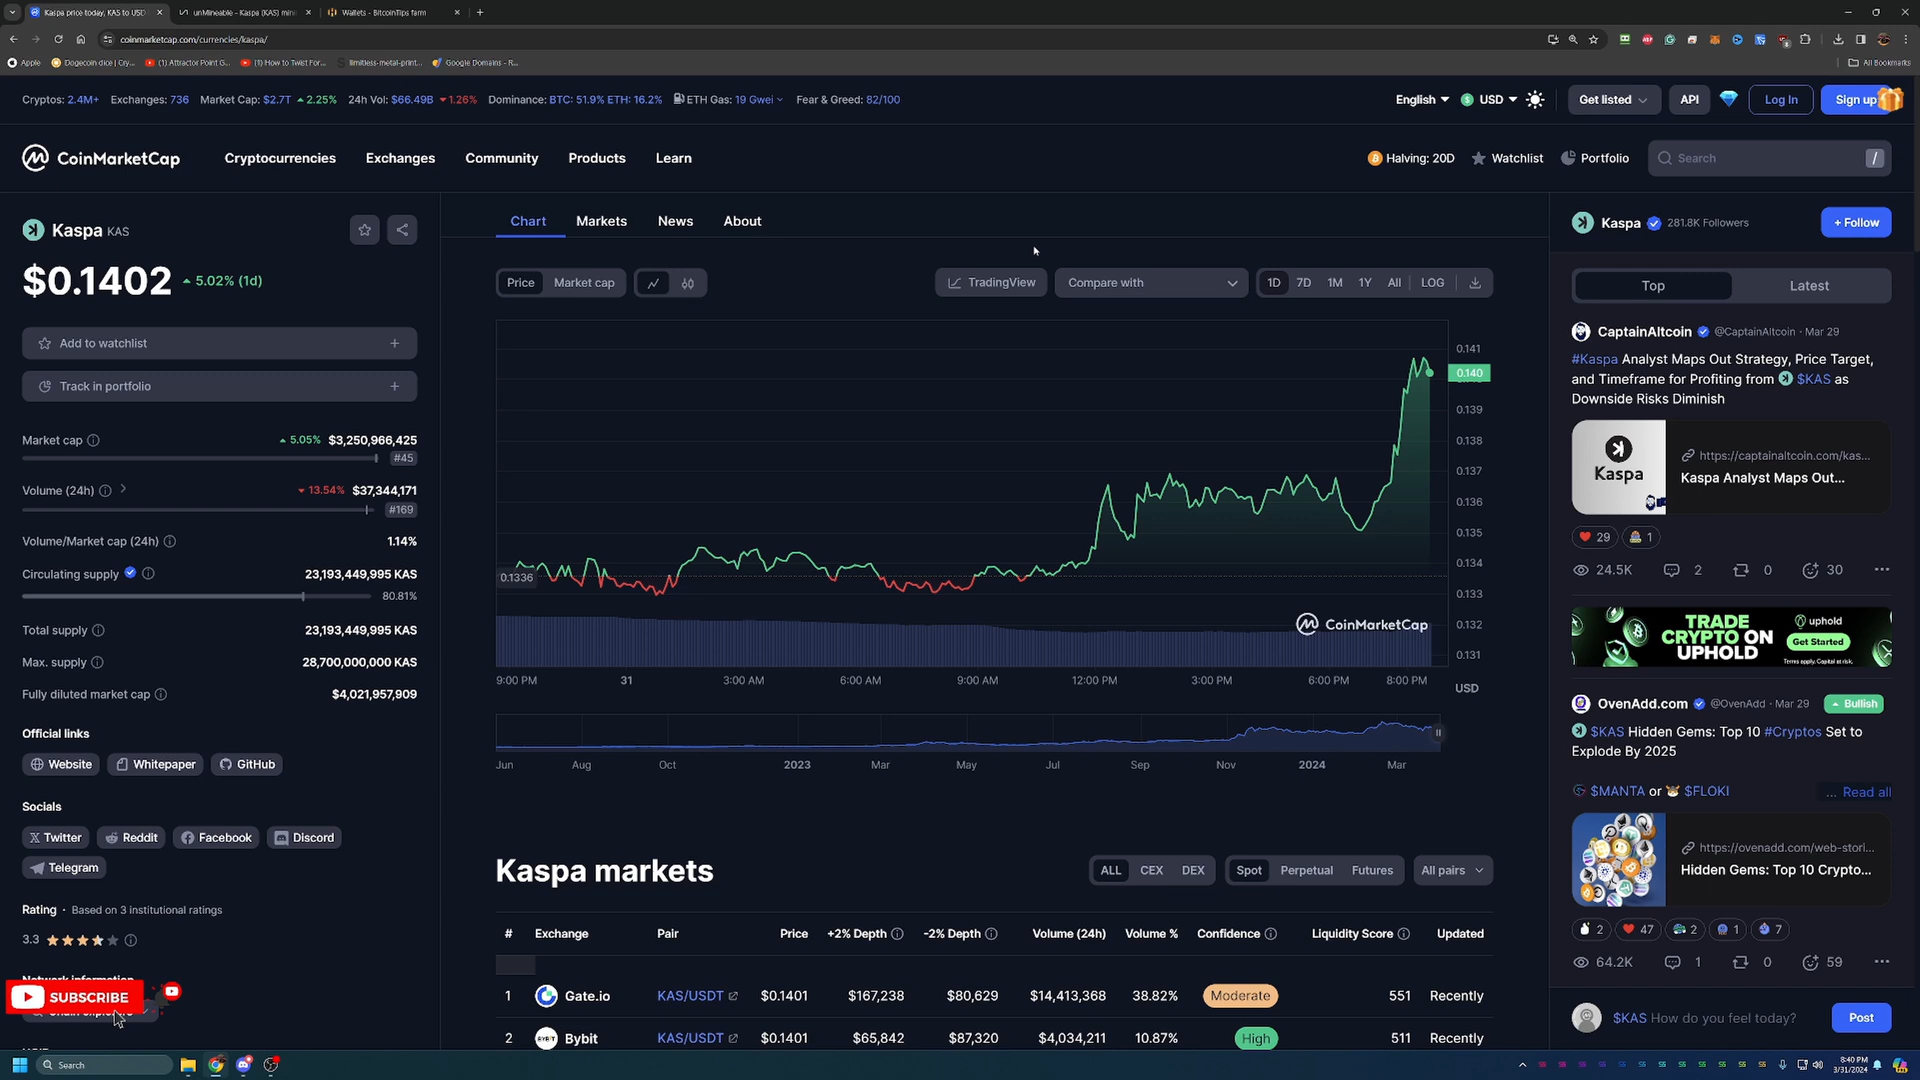 Kaspa price today, KAS to USD
unMineable - Kaspa (KAS) mini
Wallets - BitcoinTips farm
coinmarketcap.com/currencies/kaspa/
Apple
Dogecoin dice | Cry...
(1) Attractor Point G...
(1) How to Twist For...
limitless-metal-print...
Google Domains - R...
All Bookmarks
Cryptos: 2.4M+ Exchanges: 736 Market Cap: $2.7T 2.25% 24h Vol: $66.49B 1.26% Dominance: BTC: 51.9% ETH: 16.2% ETH Gas: 19 Gwei Fear & Greed: 82/100
English USD Get listed API Log In Sign up
CoinMarketCap Cryptocurrencies Exchanges Community Products Learn
Halving: 20D Watchlist Portfolio Search /
Kaspa KAS
$0.1402 5.02% (1d)
Add to watchlist +
Track in portfolio +
Market cap 5.05% $3,250,966,425
#45
Volume (24h) 13.54% $37,344,171
#169
Volume/Market cap (24h) 1.14%
Circulating supply 23,193,449,995 KAS
80.81%
Total supply 23,193,449,995 KAS
Max. supply 28,700,000,000 KAS
Fully diluted market cap $4,021,957,909
Official links
Website Whitepaper GitHub
Socials
Twitter Reddit Facebook Discord
Telegram
Rating · Based on 3 institutional ratings
3.3
Network information
SUBSCRIBE
Chain explorers
Chart Markets News About
Price Market cap
TradingView Compare with 1D 7D 1M 1Y All LOG
0.141
0.140
0.139
0.138
0.137
0.136
0.135
0.134
0.1336
0.133
0.132
0.131
CoinMarketCap
9:00 PM 31 3:00 AM 6:00 AM 9:00 AM 12:00 PM 3:00 PM 6:00 PM 8:00 PM
USD
Jun Aug Oct 2023 Mar May Jul Sep Nov 2024 Mar
Kaspa markets
ALL CEX DEX Spot Perpetual Futures All pairs
# Exchange Pair Price +2% Depth -2% Depth Volume (24h) Volume % Confidence Liquidity Score Updated
1 Gate.io KAS/USDT $0.1401 $167,238 $80,629 $14,413,368 38.82% Moderate 551 Recently
2 Bybit KAS/USDT $0.1401 $65,842 $87,320 $4,034,211 10.87% High 511 Recently
Kaspa 281.8K Followers + Follow
Top Latest
CaptainAltcoin @CaptainAltcoin · Mar 29
#Kaspa Analyst Maps Out Strategy, Price Target,
and Timeframe for Profiting from $KAS as
Downside Risks Diminish
Kaspa
https://captainaltcoin.com/kas...
Kaspa Analyst Maps Out...
29 1
24.5K 2 0 30 ...
TRADE
CRYPTO ON
UPHOLD
uphold
Get Started
Terms apply. Capital at risk.
OvenAdd.com @OvenAdd · Mar 29 Bullish
$KAS Hidden Gems: Top 10 #Cryptos Set to
Explode By 2025
$MANTA or $FLOKI ... Read all
https://ovenadd.com/web-stori...
Hidden Gems: Top 10 Crypto...
2 47 2 1 7
64.2K 1 0 59 ...
$KAS How do you feel today? Post
Search
8:40 PM
3/31/2024